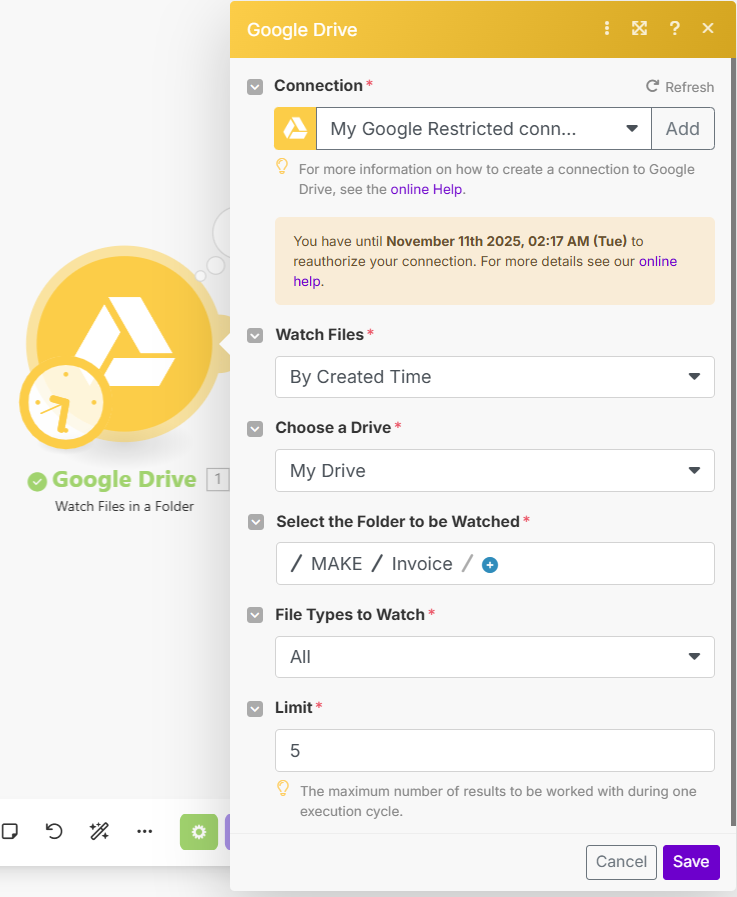 Google Drive
?
Connection *
Refresh
My Google Restricted conn...
Add
For more information on how to create a connection to Google
Drive, see the online Help.
You have until November 11th 2025, 02:17 AM (Tue) to
reauthorize your connection. For more details see our online
help.
Watch Files *
By Created Time
Choose a Drive *
My Drive
Select the Folder to be Watched *
/ MAKE / Invoice /
File Types to Watch *
All
Limit *
5
The maximum number of results to be worked with during one
execution cycle.
Cancel
Save
Google Drive
1
Watch Files in a Folder